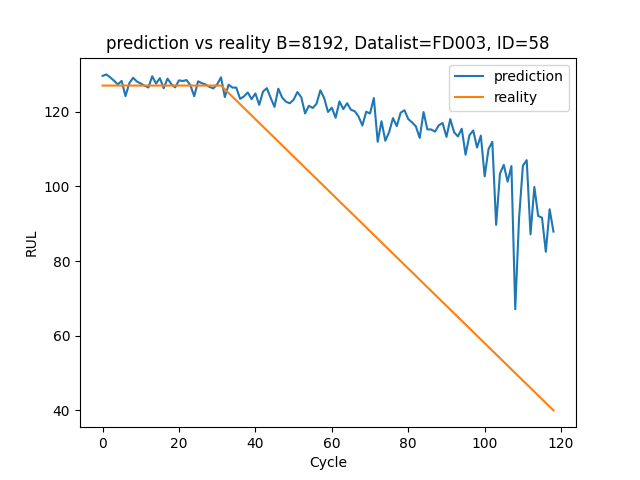 prediction vs reality B=8192, Datalist=FD003, ID=58
prediction
reality
RUL
120
100
80
60
40
0 20 40 60 80 100 120
Cycle